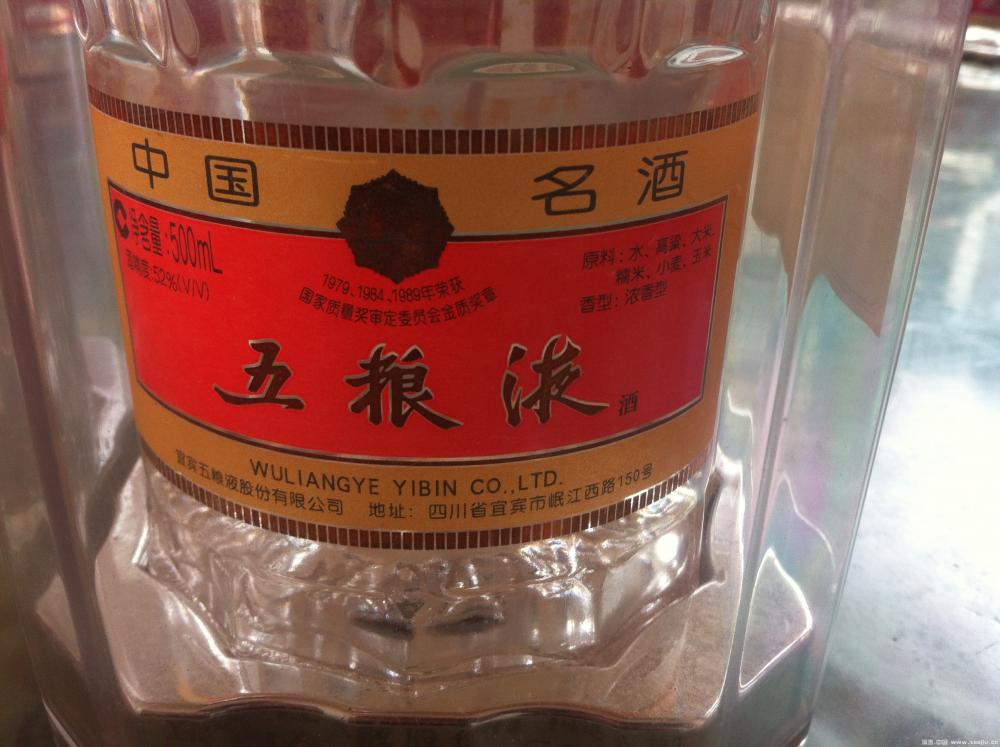 中国名酒
净含量:500mL
酒精度:52%(V/V)
1979、1984、1989年荣获
国家质量奖审定委员会金质奖章
原料:水、高粱、大米、
糯米、小麦、玉米
香型:浓香型
五粮液酒
WULIANGYE YIBIN CO.,LTD.
宜宾五粮液股份有限公司 地址: 四川省宜宾市岷江西路150号